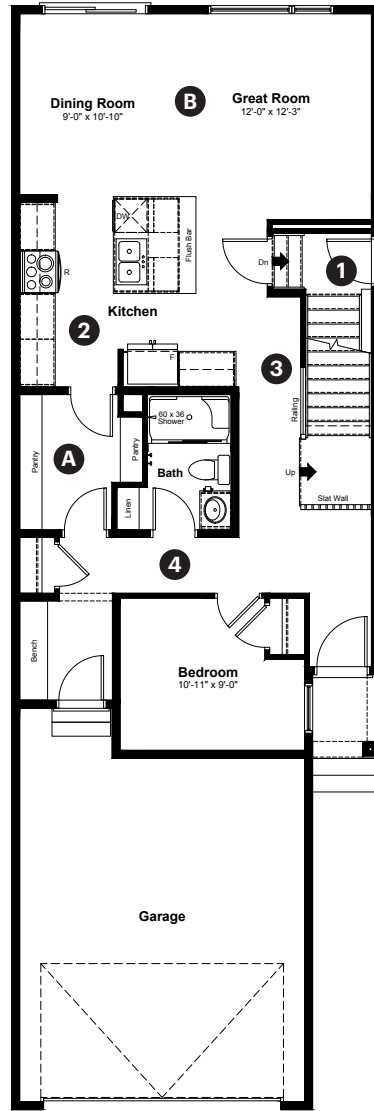 Dining Room
9'-0" x 10'-10"
B
Great Room
12'-0" x 12'-3"
DW
Flush Bar
R
Dn
1
Kitchen
2
F
3
Railing
60 x 36
Shower
Pantry
A
Pantry
Bath
Linen
Up
Slat Wall
4
Bench
Bedroom
10'-11" x 9'-0"
Garage